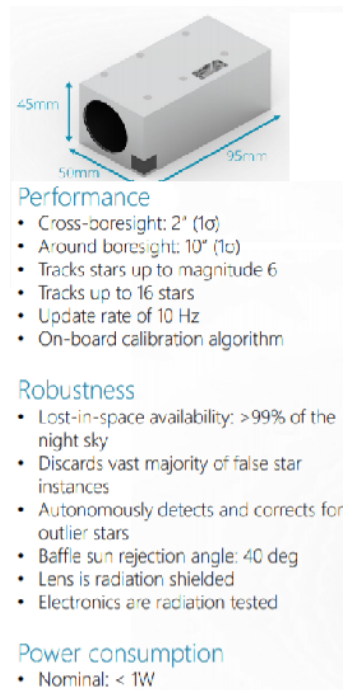 45mm
50mm
95mm
Performance
• Cross-boresight: 2" (1σ)
• Around boresight: 10" (1σ)
• Tracks stars up to magnitude 6
• Tracks up to 16 stars
• Update rate of 10 Hz
• On-board calibration algorithm
Robustness
• Lost-in-space availability: >99% of the
night sky
• Discards vast majority of false star
instances
• Autonomously detects and corrects for
outlier stars
• Baffle sun rejection angle: 40 deg
• Lens is radiation shielded
• Electronics are radiation tested
Power consumption
• Nominal: < 1W